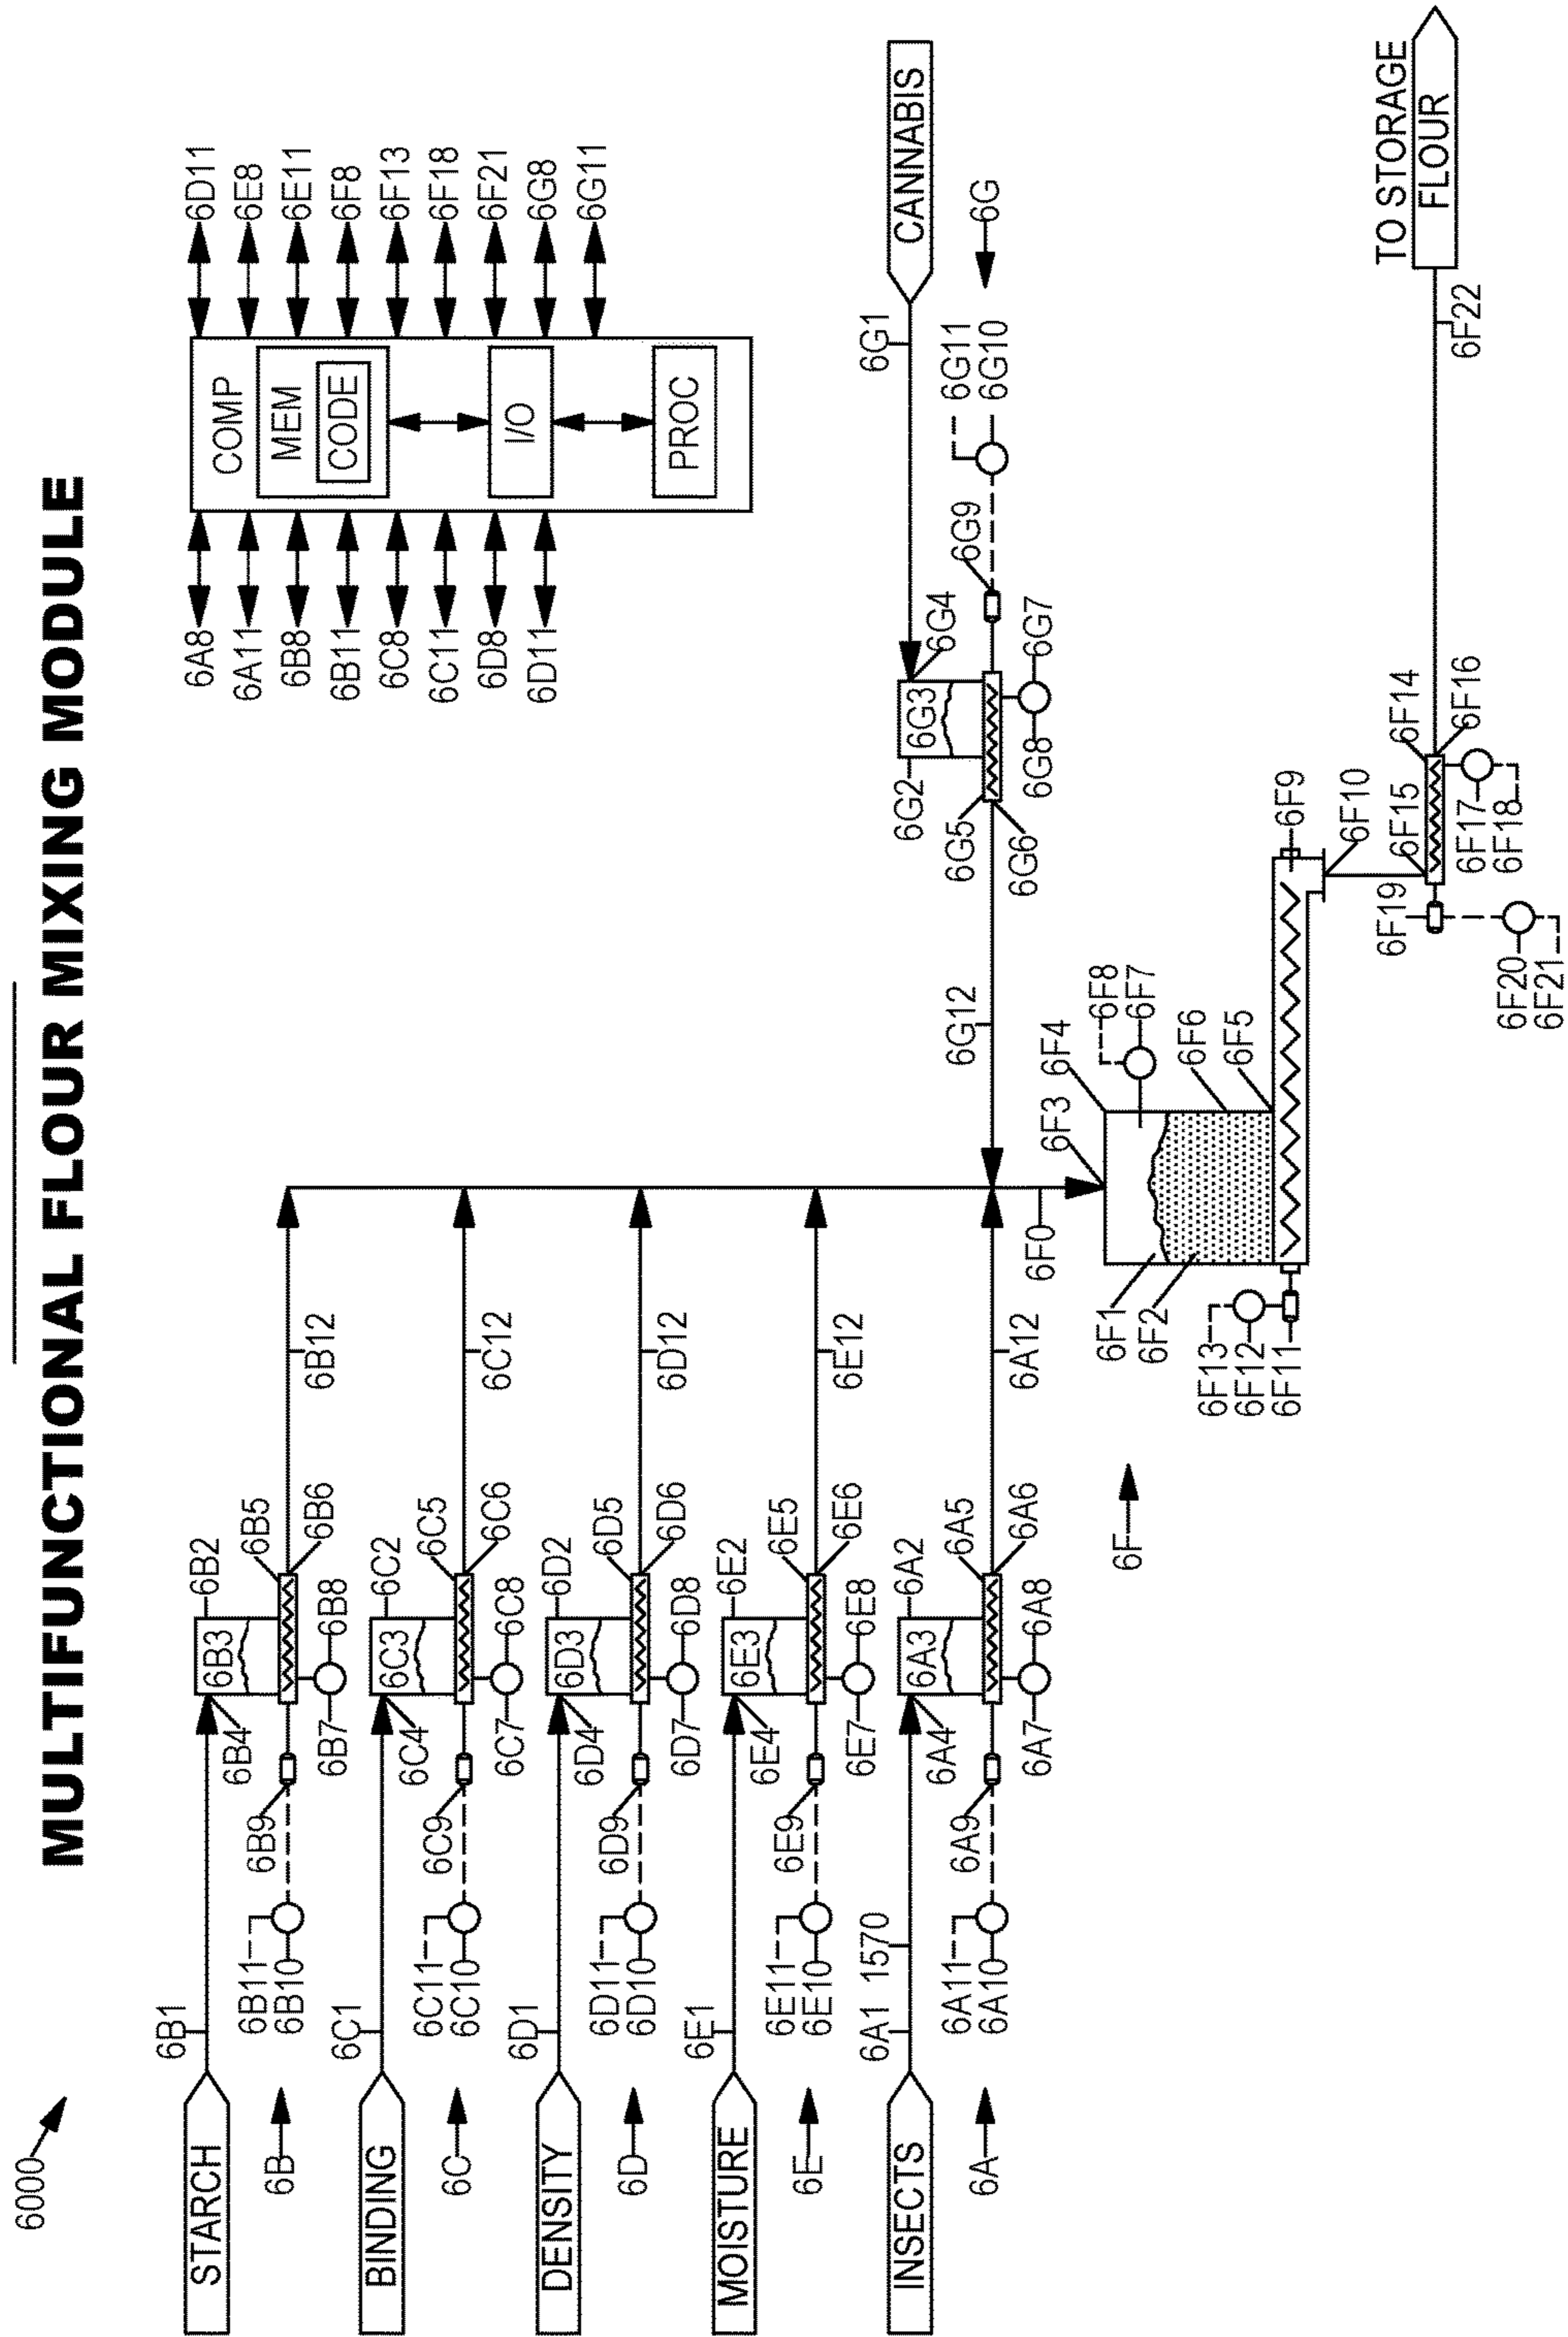 6000
MULTIFUNCTIONAL FLOUR MIXING MODULE
STARCH
6B1
6B4
6B3
6B2
6B5
6B6
6B
6B11
6B10
6B9
6B7
6B8
6B12
BINDING
6C1
6C4
6C3
6C2
6C5
6C6
6C
6C11
6C10
6C9
6C7
6C8
6C12
DENSITY
6D1
6D4
6D3
6D2
6D5
6D6
6D
6D11
6D10
6D9
6D7
6D8
6D12
MOISTURE
6E1
6E4
6E3
6E2
6E5
6E6
6E
6E11
6E10
6E9
6E7
6E8
6E12
INSECTS
6A1
1570
6A4
6A3
6A2
6A5
6A6
6A
6A11
6A10
6A9
6A7
6A8
6A12
6A8
6A11
6B8
6B11
6C8
6C11
6D8
6D11
COMP
MEM
CODE
I/O
PROC
6D11
6E8
6E11
6F8
6F13
6F18
6F21
6G8
6G11
CANNABIS
6G1
6G2
6G3
6G4
6G5
6G6
6G8
6G7
6G9
6G11
6G10
6G
6G12
6F0
6F3
6F4
6F8
6F7
6F
6F1
6F2
6F6
6F5
6F13
6F12
6F11
6F9
6F10
6F19
6F15
6F14
6F16
6F17
6F18
6F20
6F21
6F22
TO STORAGE
FLOUR